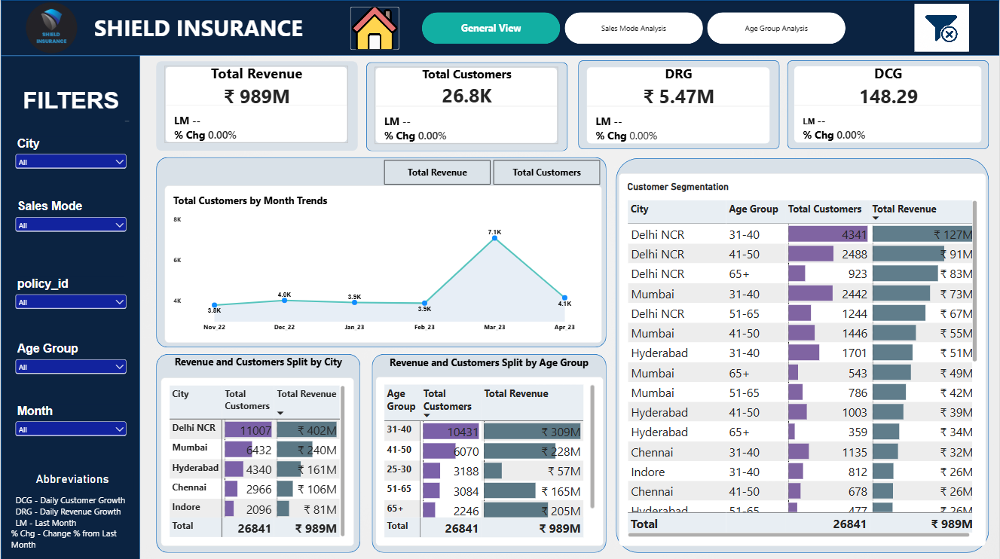 SHIELD
INSURANCE
SHIELD INSURANCE
General View
Sales Mode Analysis
Age Group Analysis
FILTERS
City
All
Sales Mode
All
policy_id
All
Age Group
All
Month
All
Abbreviations
DCG - Daily Customer Growth
DRG - Daily Revenue Growth
LM - Last Month
% Chg - Change % from Last
Month
Total Revenue
₹ 989M
LM --
% Chg 0.00%
Total Customers
26.8K
LM --
% Chg 0.00%
DRG
₹ 5.47M
LM --
% Chg 0.00%
DCG
148.29
LM --
% Chg 0.00%
Total Revenue
Total Customers
Total Customers by Month Trends
8K
6K
4K
3.8K
4.0K
3.9K
3.9K
7.1K
4.1K
Nov 22
Dec 22
Jan 23
Feb 23
Mar 23
Apr 23
Revenue and Customers Split by City
City Total Customers Total Revenue
Delhi NCR 11007 ₹ 402M
Mumbai 6432 ₹ 240M
Hyderabad 4340 ₹ 161M
Chennai 2966 ₹ 106M
Indore 2096 ₹ 81M
Total 26841 ₹ 989M
Revenue and Customers Split by Age Group
Age Group Total Customers Total Revenue
31-40 10431 ₹ 309M
41-50 6070 ₹ 228M
25-30 3188 ₹ 57M
51-65 3084 ₹ 165M
65+ 2246 ₹ 205M
Total 26841 ₹ 989M
Customer Segmentation
City Age Group Total Customers Total Revenue
Delhi NCR 31-40 4341 ₹ 127M
Delhi NCR 41-50 2488 ₹ 91M
Delhi NCR 65+ 923 ₹ 83M
Mumbai 31-40 2442 ₹ 73M
Delhi NCR 51-65 1244 ₹ 67M
Mumbai 41-50 1446 ₹ 55M
Hyderabad 31-40 1701 ₹ 51M
Mumbai 65+ 543 ₹ 49M
Mumbai 51-65 786 ₹ 42M
Hyderabad 41-50 1003 ₹ 39M
Hyderabad 65+ 359 ₹ 34M
Chennai 31-40 1135 ₹ 32M
Indore 31-40 812 ₹ 26M
Chennai 41-50 678 ₹ 26M
Hyderabad 51-65 477 ₹ 26M
Total 26841 ₹ 989M